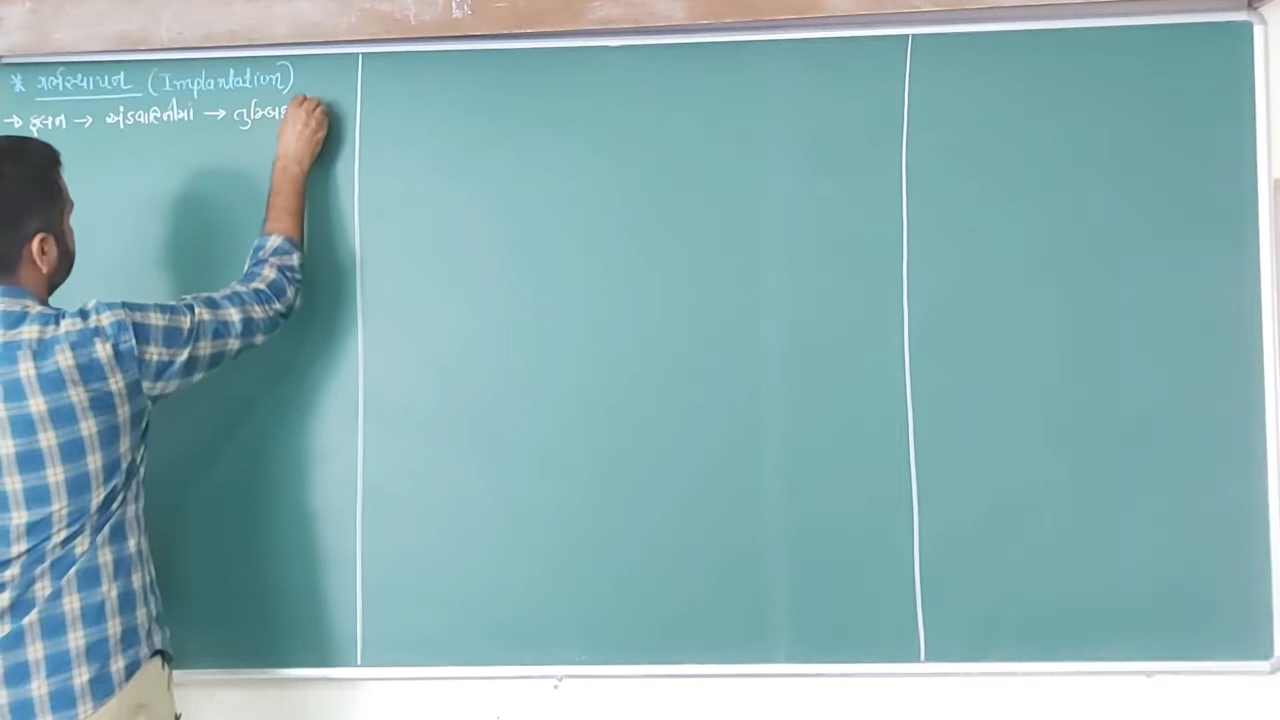 * ગર્ભસ્થાપન (Implantation)
→ ફલન → અંડવાહિનીમાં →